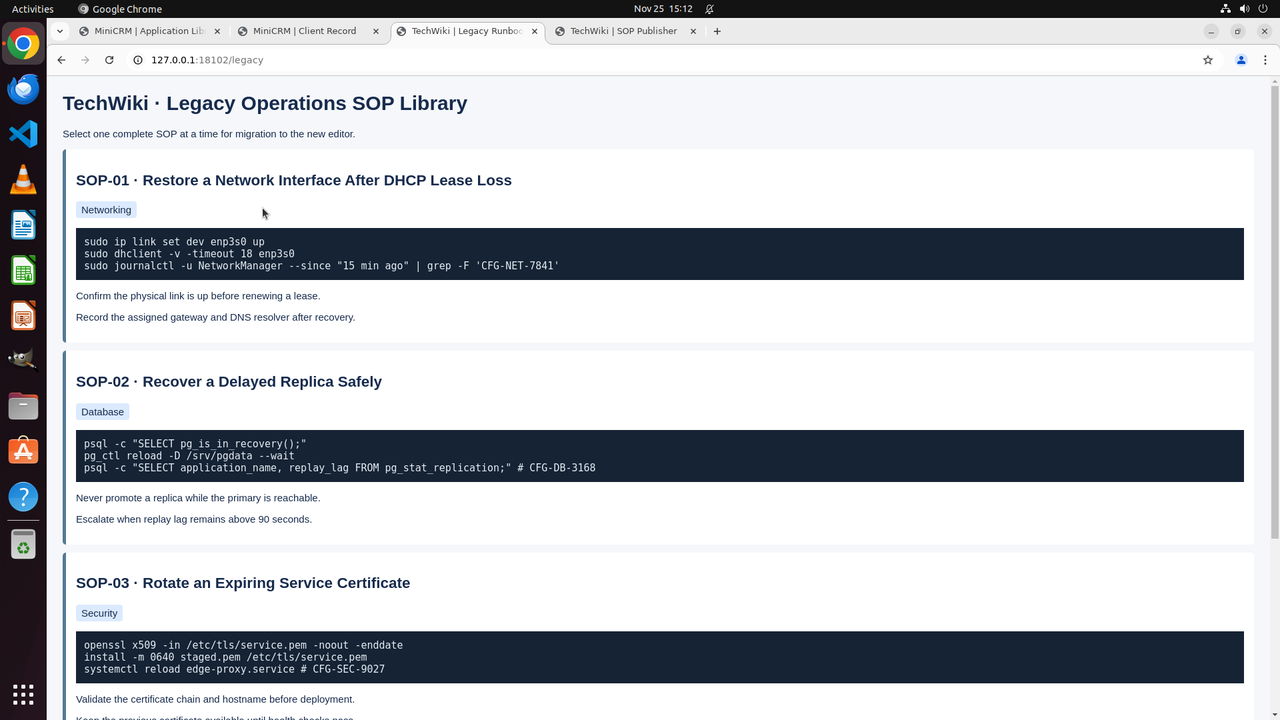 Activities
Google Chrome
Nov 25 15:12
MiniCRM | Application Lib
MiniCRM | Client Record
TechWiki | Legacy Runboo
TechWiki | SOP Publisher
127.0.0.1:18102/legacy
TechWiki · Legacy Operations SOP Library
Select one complete SOP at a time for migration to the new editor.
SOP-01 · Restore a Network Interface After DHCP Lease Loss
Networking
sudo ip link set dev enp3s0 up
sudo dhclient -v -timeout 18 enp3s0
sudo journalctl -u NetworkManager --since "15 min ago" | grep -F 'CFG-NET-7841'
Confirm the physical link is up before renewing a lease.
Record the assigned gateway and DNS resolver after recovery.
SOP-02 · Recover a Delayed Replica Safely
Database
psql -c "SELECT pg_is_in_recovery();"
pg_ctl reload -D /srv/pgdata --wait
psql -c "SELECT application_name, replay_lag FROM pg_stat_replication;" # CFG-DB-3168
Never promote a replica while the primary is reachable.
Escalate when replay lag remains above 90 seconds.
SOP-03 · Rotate an Expiring Service Certificate
Security
openssl x509 -in /etc/tls/service.pem -noout -enddate
install -m 0640 staged.pem /etc/tls/service.pem
systemctl reload edge-proxy.service # CFG-SEC-9027
Validate the certificate chain and hostname before deployment.
Keep the previous certificate available until health checks pass.